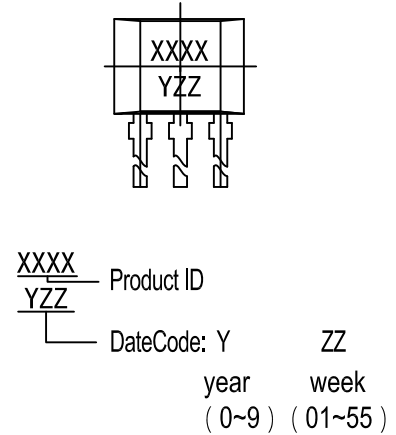 XXXX
YZZ
XXXX
Product ID
YZZ
DateCode: Y ZZ
year week
( 0~9 ) ( 01~55 )